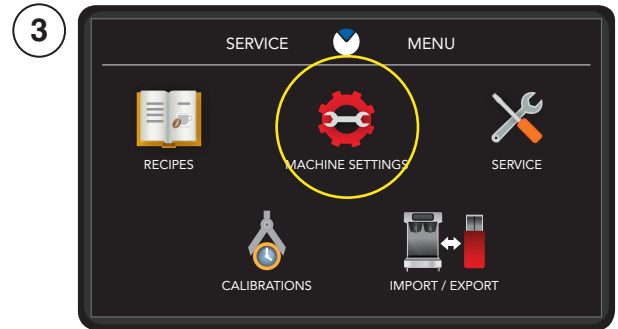 3
SERVICE MENU
RECIPES
MACHINE SETTINGS
SERVICE
CALIBRATIONS
IMPORT / EXPORT